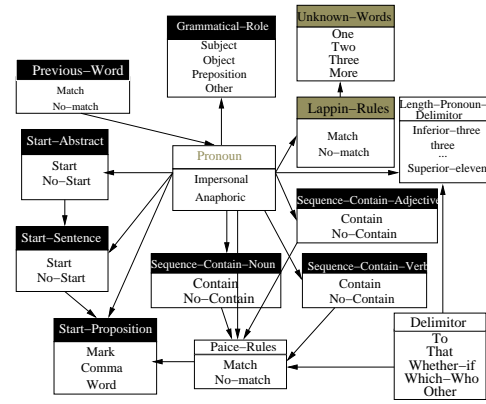 Grammatical–Role
Subject
Object
Preposition
Other
Unknown–Words
One
Two
Three
More
Previous–Word
Match
No–match
Lappin–Rules
Match
No–match
Length–Pronoun–
Delimitor
Inferior–three
three
...
Superior–eleven
Start–Abstract
Start
No–Start
Pronoun
Impersonal
Anaphoric
Sequence–Contain–Adjective
Contain
No–Contain
Start–Sentence
Start
No–Start
Sequence–Contain–Noun
Contain
No–Contain
Sequence–Contain–Verb
Contain
No–Contain
Start–Proposition
Mark
Comma
Word
Paice–Rules
Match
No–match
Delimitor
To
That
Whether–if
Which–Who
Other